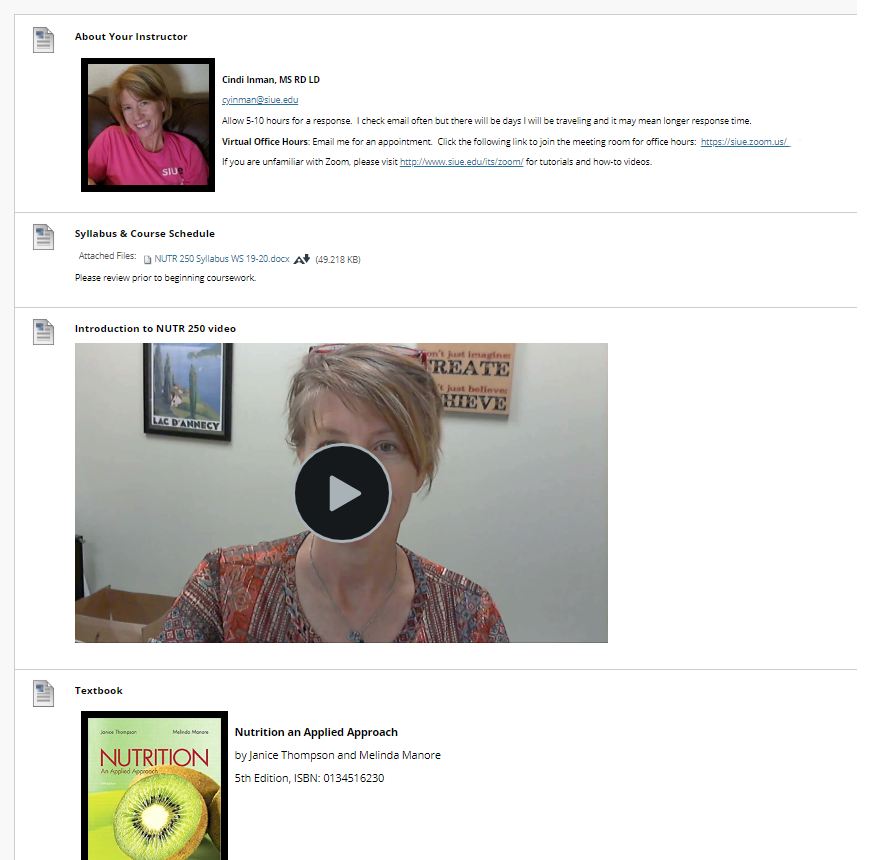 About Your Instructor
Cindi Inman, MS RD LD
cyinman@siue.edu
Allow 5-10 hours for a response. I check email often but there will be days I will be traveling and it may mean longer response time.
Virtual Office Hours: Email me for an appointment. Click the following link to join the meeting room for office hours: https://siue.zoom.us/
If you are unfamiliar with Zoom, please visit http://www.siue.edu/its/zoom/ for tutorials and how-to videos.
SIU
Syllabus & Course Schedule
Attached Files: NUTR 250 Syllabus WS 19-20.docx (49.218 KB)
Please review prior to beginning coursework.
Introduction to NUTR 250 video
LAC D'ANNECY
n't just imagine:
REATE
't just believe;
HIEVE
Textbook
Janice Thompson Melinda Manore
NUTRITION
An Applied Approach
Nutrition an Applied Approach
by Janice Thompson and Melinda Manore
5th Edition, ISBN: 0134516230